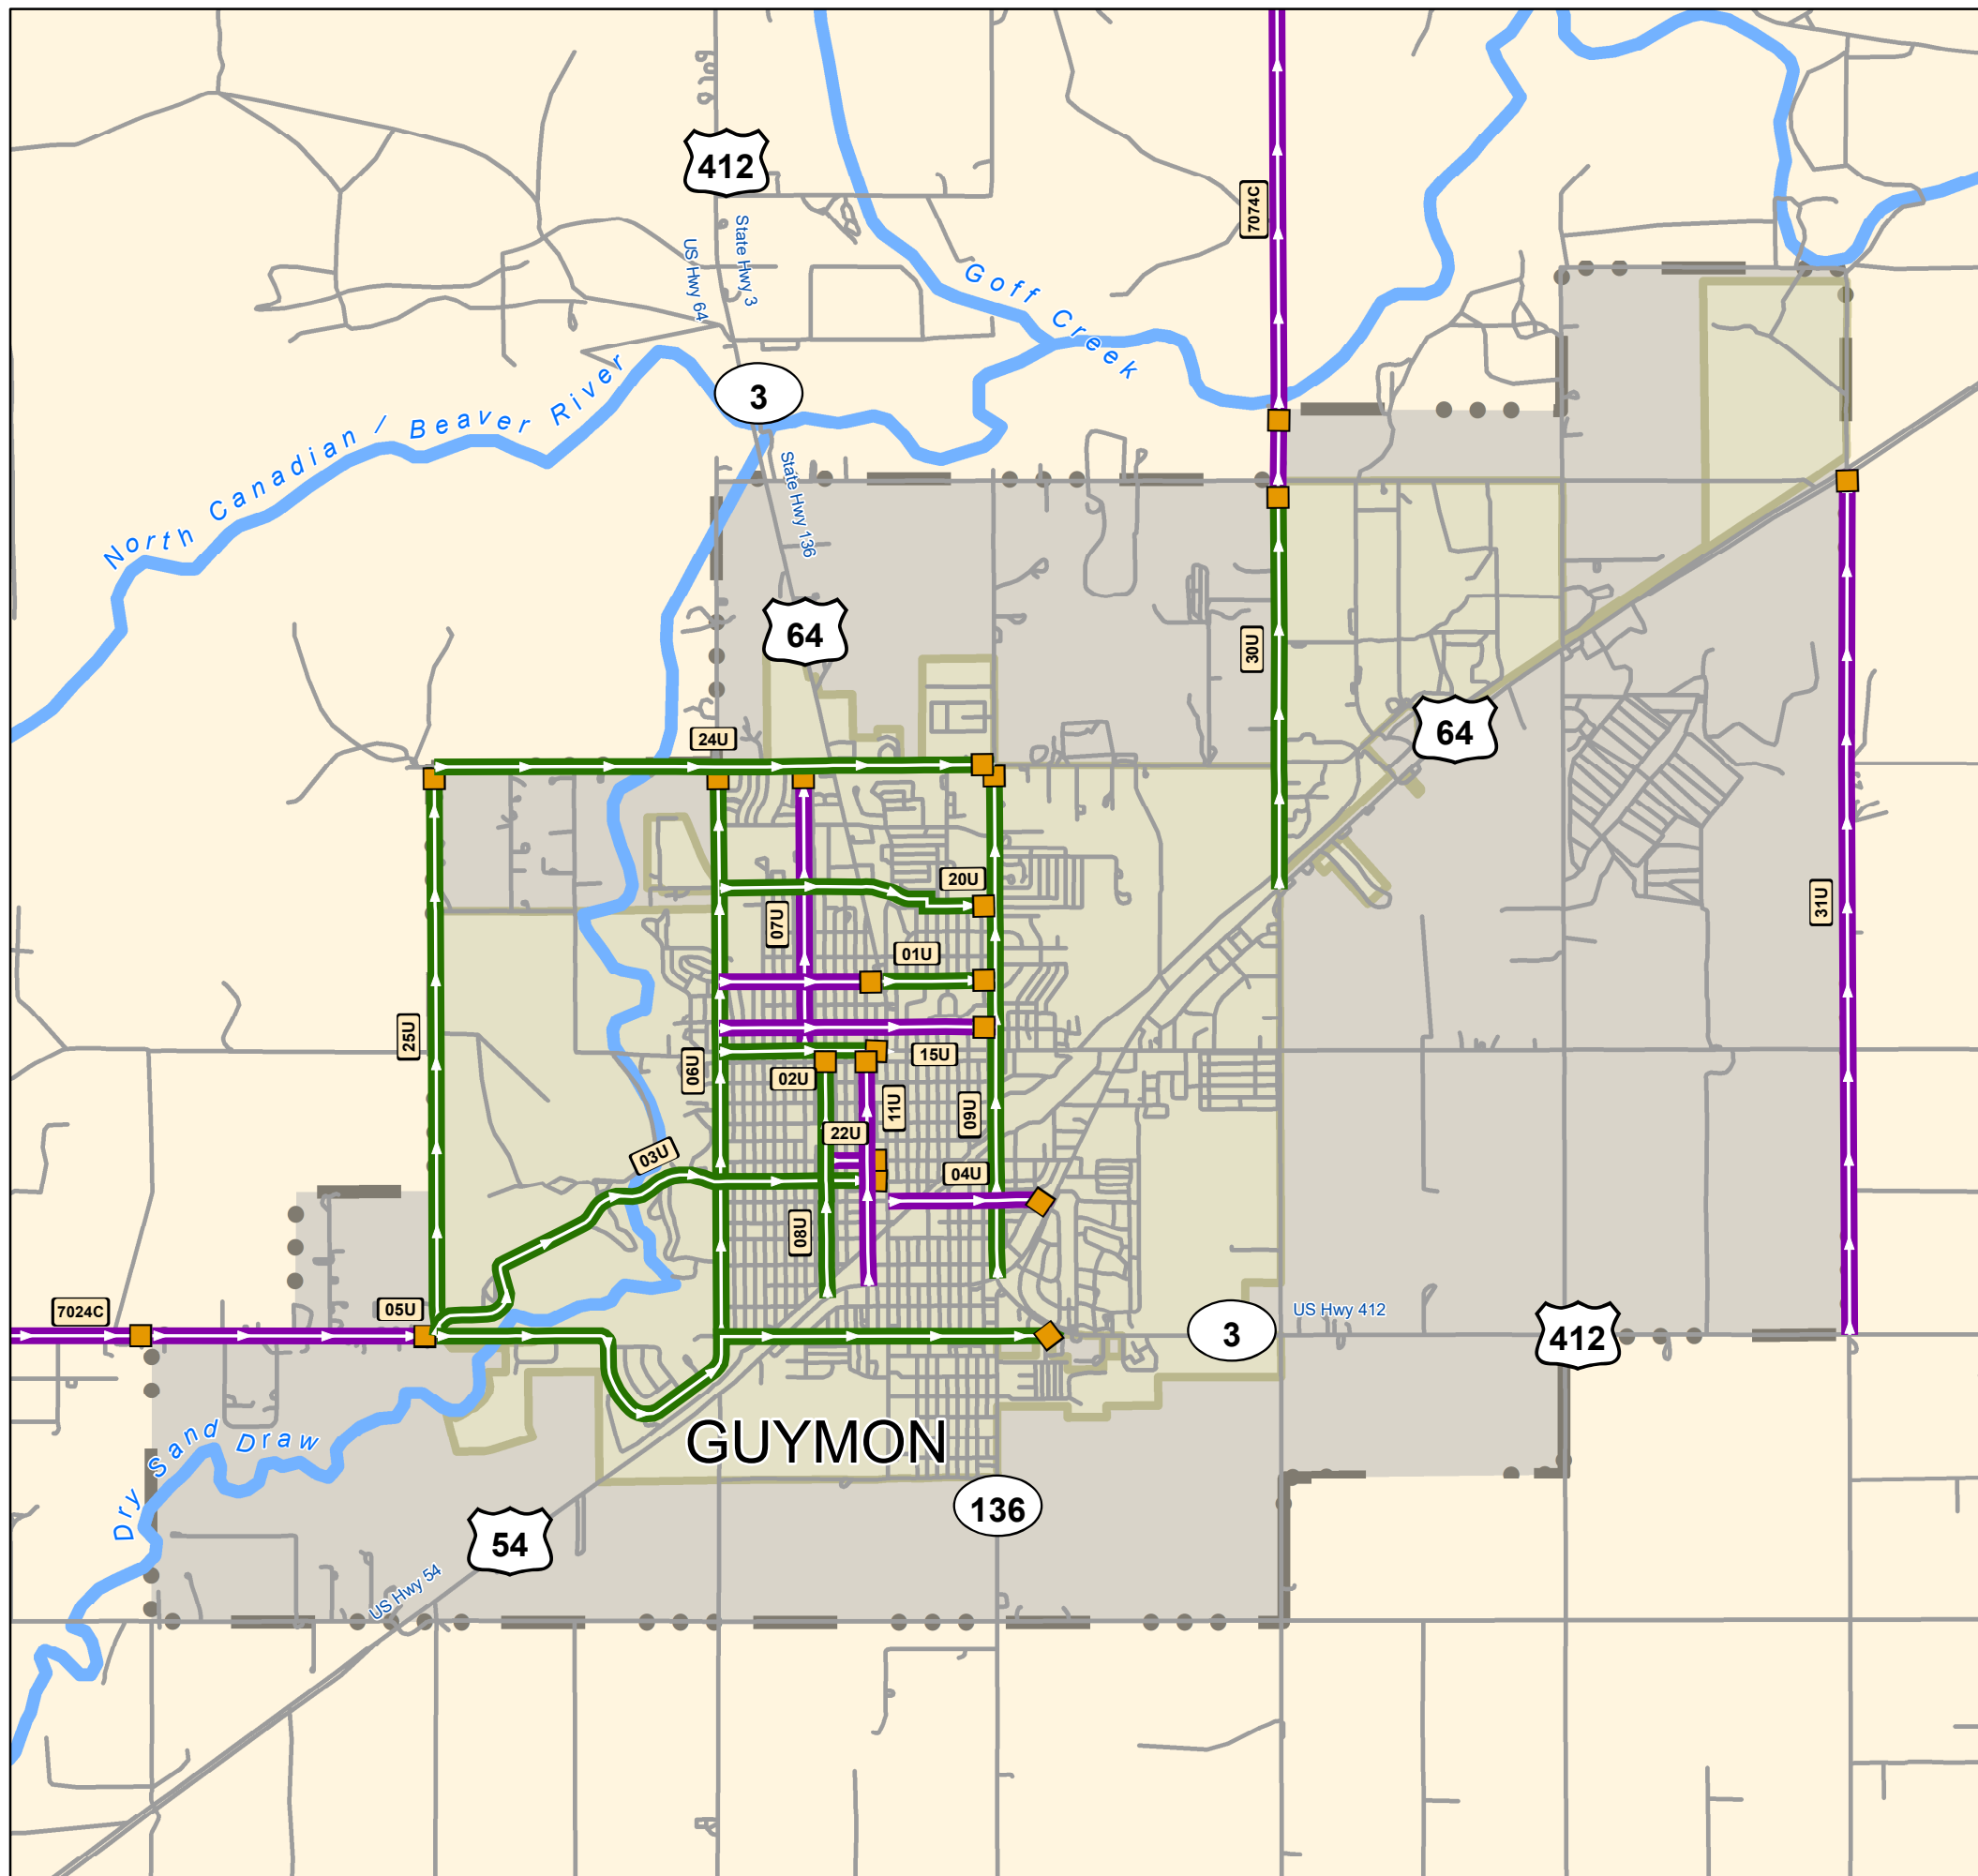 412
7074C
State Hwy 3
US Hwy 64
Goff Creek
3
North Canadian / Beaver River
State Hwy 136
64
30U
64
24U
20U
07U
01U
31U
25U
06U
15U
02U
11U
09U
22U
03U
04U
08U
7024C
05U
3
US Hwy 412
412
GUYMON
Dry Sand Draw
136
54
US Hwy 54